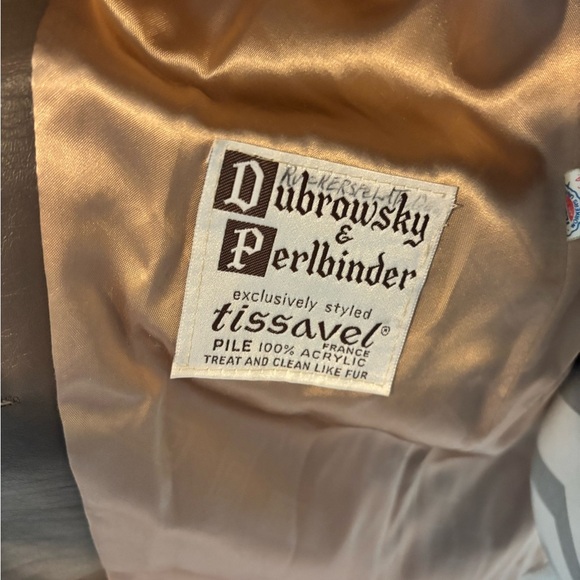 Dubrowsky
&
Perlbinder
exclusively styled
tissavel®
FRANCE
PILE 100% ACRYLIC
TREAT AND CLEAN LIKE FUR